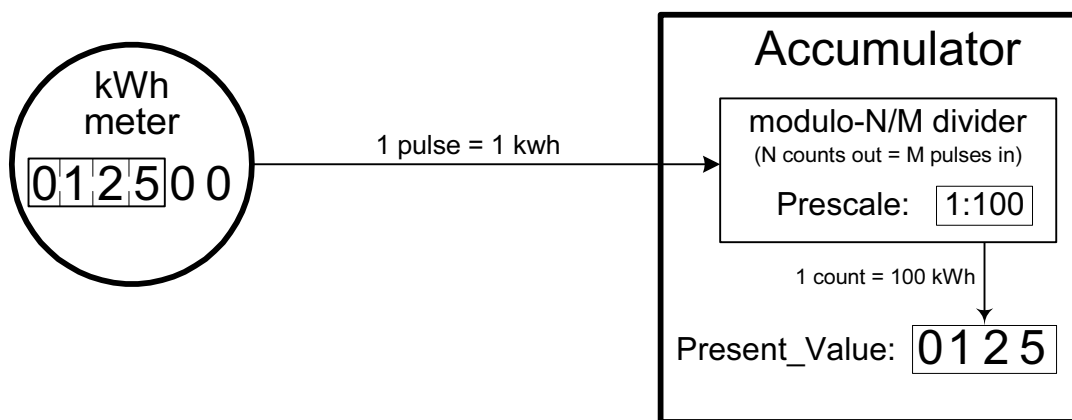 kWh
meter
012500
1 pulse = 1 kwh
Accumulator
modulo-N/M divider
(N counts out = M pulses in)
Prescale: 1:100
1 count = 100 kWh
Present_Value: 0125